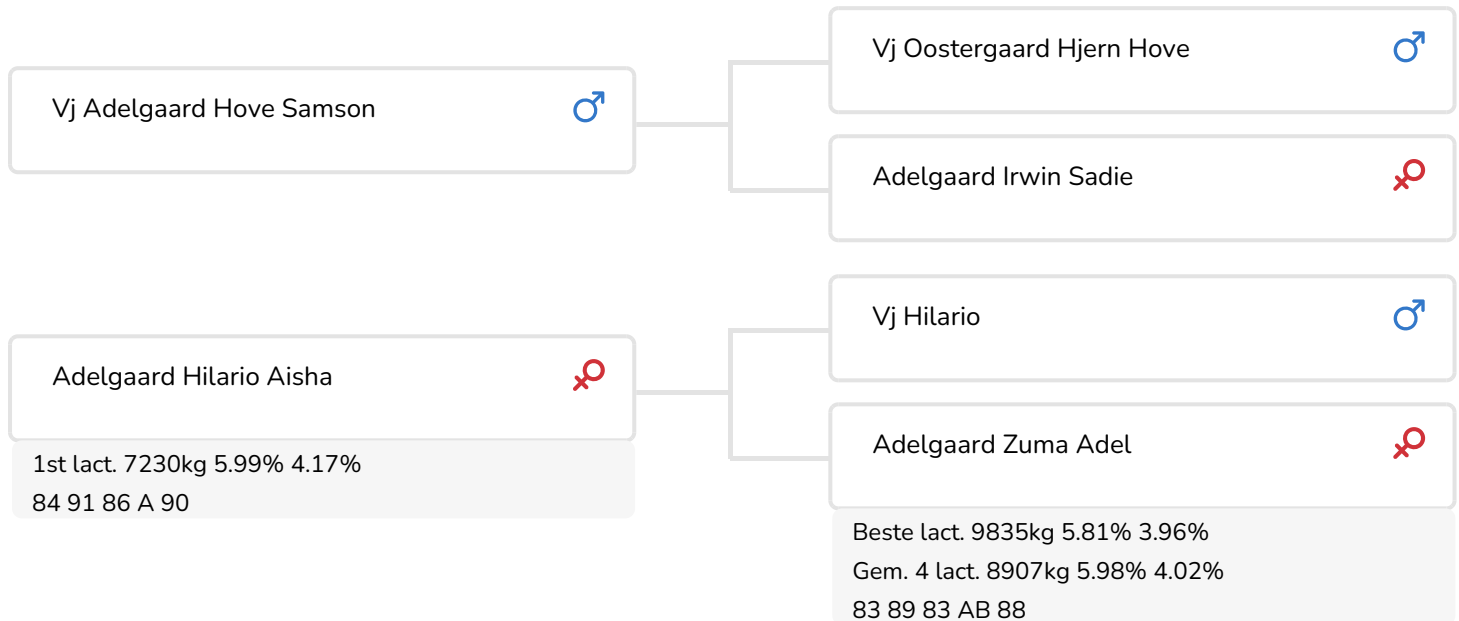 Vj Adelgaard Hove Samson
Vj Oostergaard Hjern Hove
Adelgaard Irwin Sadie
Adelgaard Hilario Aisha
1st lact. 7230kg 5.99% 4.17%
84 91 86 A 90
Vj Hilario
Adelgaard Zuma Adel
Beste lact. 9835kg 5.81% 3.96%
Gem. 4 lact. 8907kg 5.98% 4.02%
83 89 83 AB 88